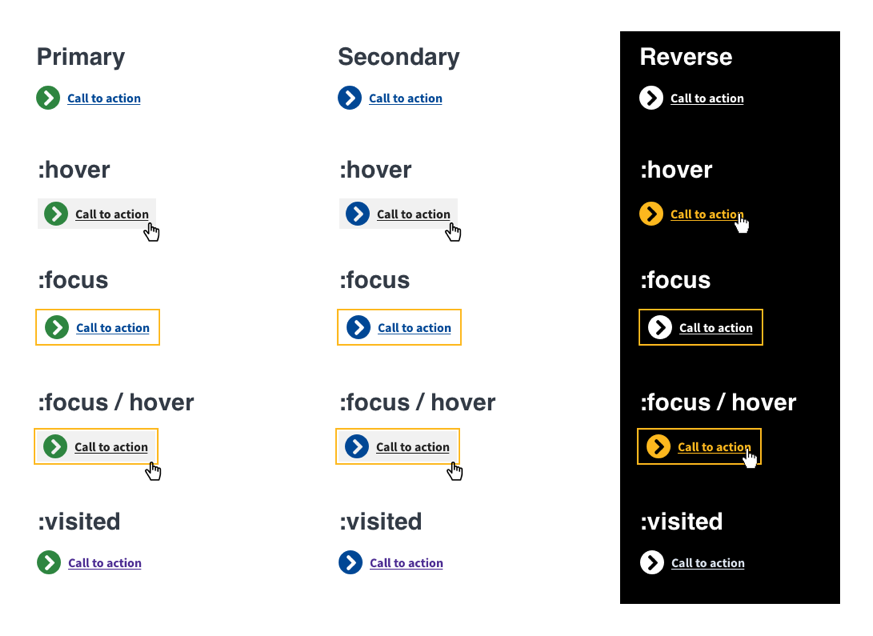 Primary
Secondary
Reverse
Call to action
Call to action
Call to action
:hover
:hover
:hover
Call to action
Call to action
Call to action
:focus
:focus
:focus
Call to action
Call to action
Call to action
:focus / hover
:focus / hover
:focus / hover
Call to action
Call to action
Call to action
:visited
:visited
:visited
Call to action
Call to action
Call to action